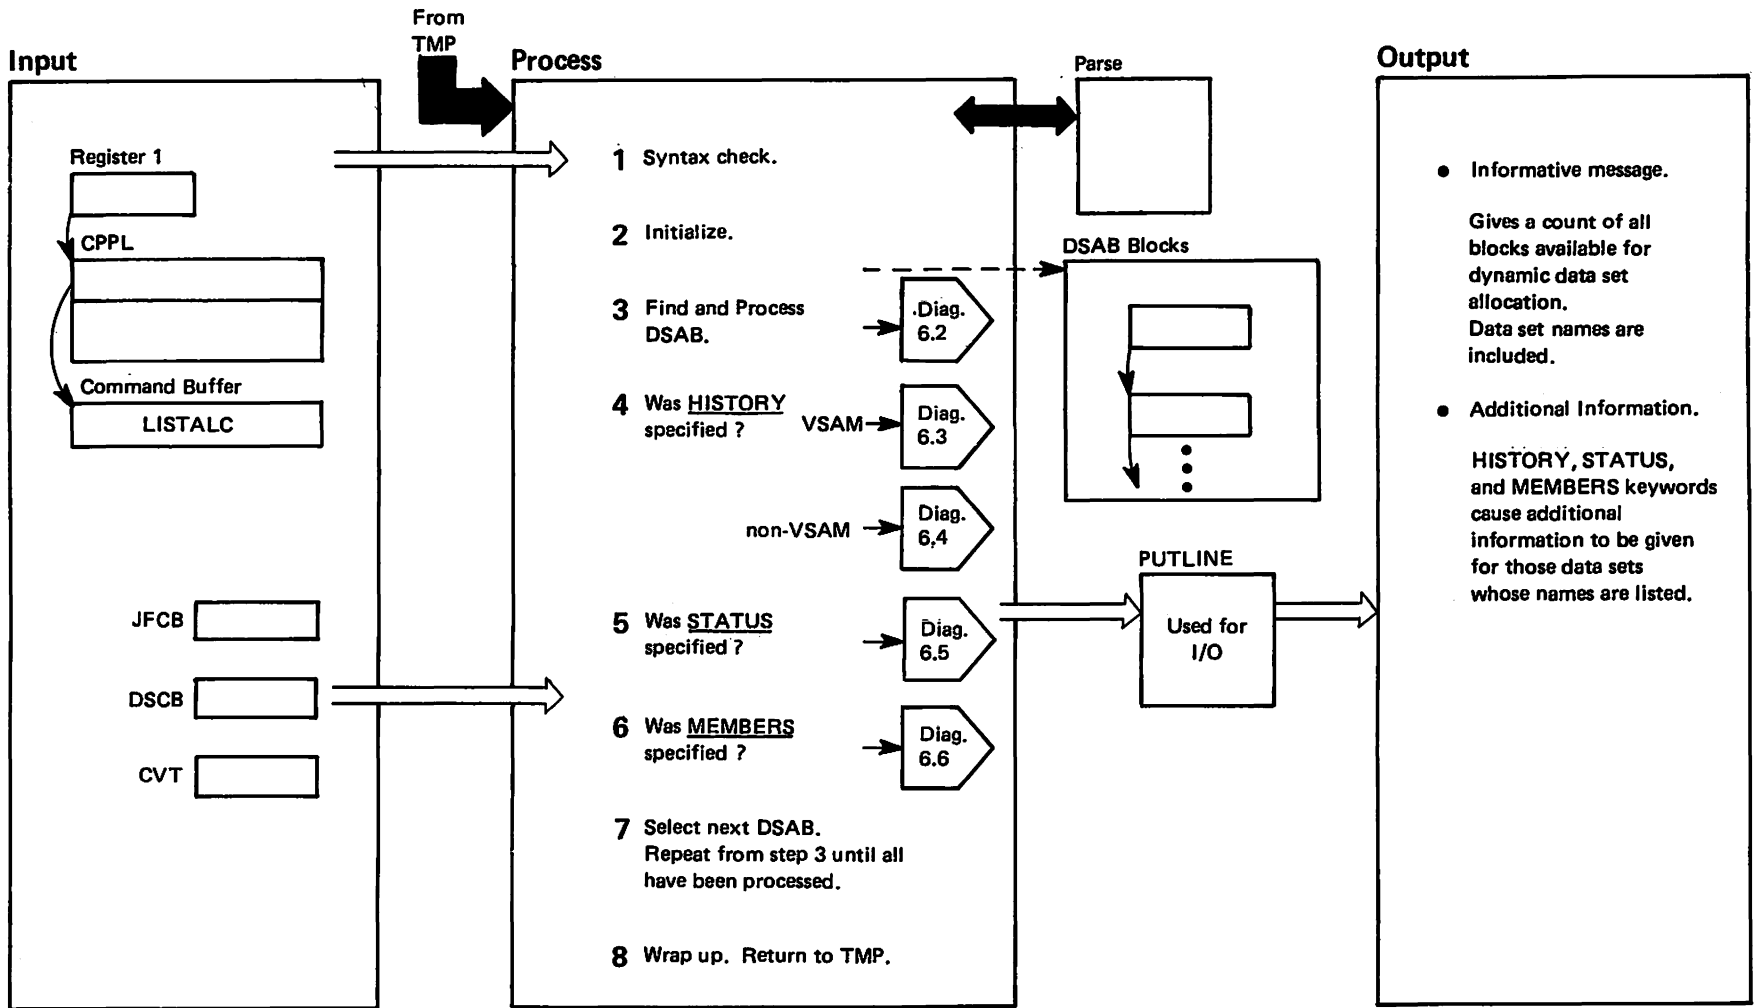 From
TMP
Input
Register 1
CPPL
Command Buffer
LISTALC
JFCB
DSCB
CVT
Process
1 Syntax check.
2 Initialize.
3 Find and Process
DSAB.
Diag.
6.2
4 Was HISTORY
specified ?
VSAM
Diag.
6.3
non-VSAM
Diag.
6.4
5 Was STATUS
specified ?
Diag.
6.5
6 Was MEMBERS
specified ?
Diag.
6.6
7 Select next DSAB.
Repeat from step 3 until all
have been processed.
8 Wrap up. Return to TMP.
Parse
DSAB Blocks
PUTLINE
Used for
I/O
Output
• Informative message.
Gives a count of all
blocks available for
dynamic data set
allocation.
Data set names are
included.
• Additional Information.
HISTORY, STATUS,
and MEMBERS keywords
cause additional
information to be given
for those data sets
whose names are listed.